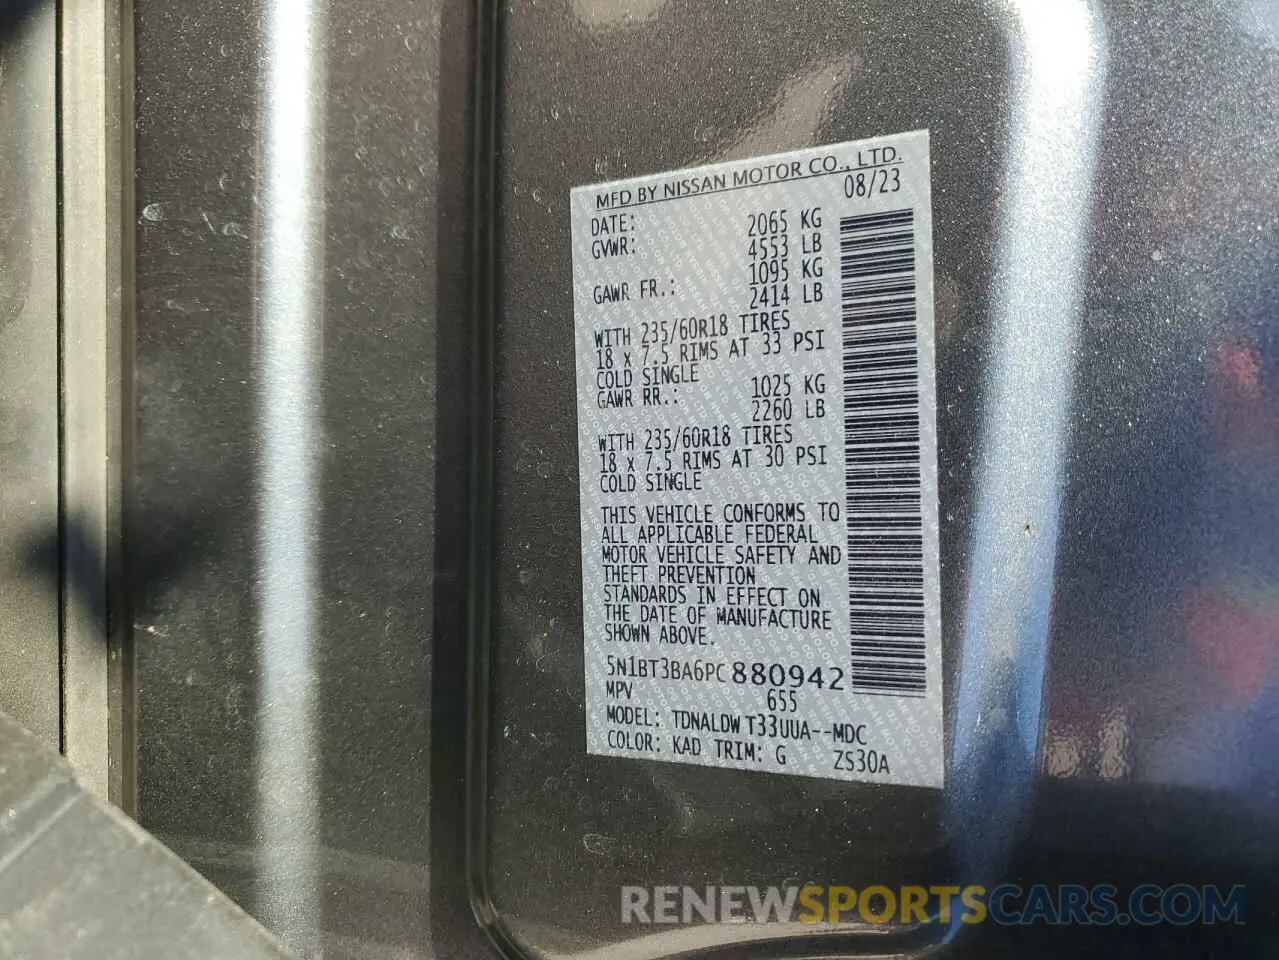 MFD BY NISSAN MOTOR CO., LTD.
DATE: 08/23
GVWR: 2065 KG
4553 LB
GAWR FR.: 1095 KG
2414 LB
WITH 235/60R18 TIRES
18 x 7.5 RIMS AT 33 PSI
COLD SINGLE
GAWR RR.: 1025 KG
2260 LB
WITH 235/60R18 TIRES
18 x 7.5 RIMS AT 30 PSI
COLD SINGLE
THIS VEHICLE CONFORMS TO
ALL APPLICABLE FEDERAL
MOTOR VEHICLE SAFETY AND
THEFT PREVENTION
STANDARDS IN EFFECT ON
THE DATE OF MANUFACTURE
SHOWN ABOVE.
5N1BT3BA6PC880942
MPV 655
MODEL: TDNALDW T33UUA--MDC
COLOR: KAD TRIM: G ZS30A
RENEWSPORTSCARS.COM